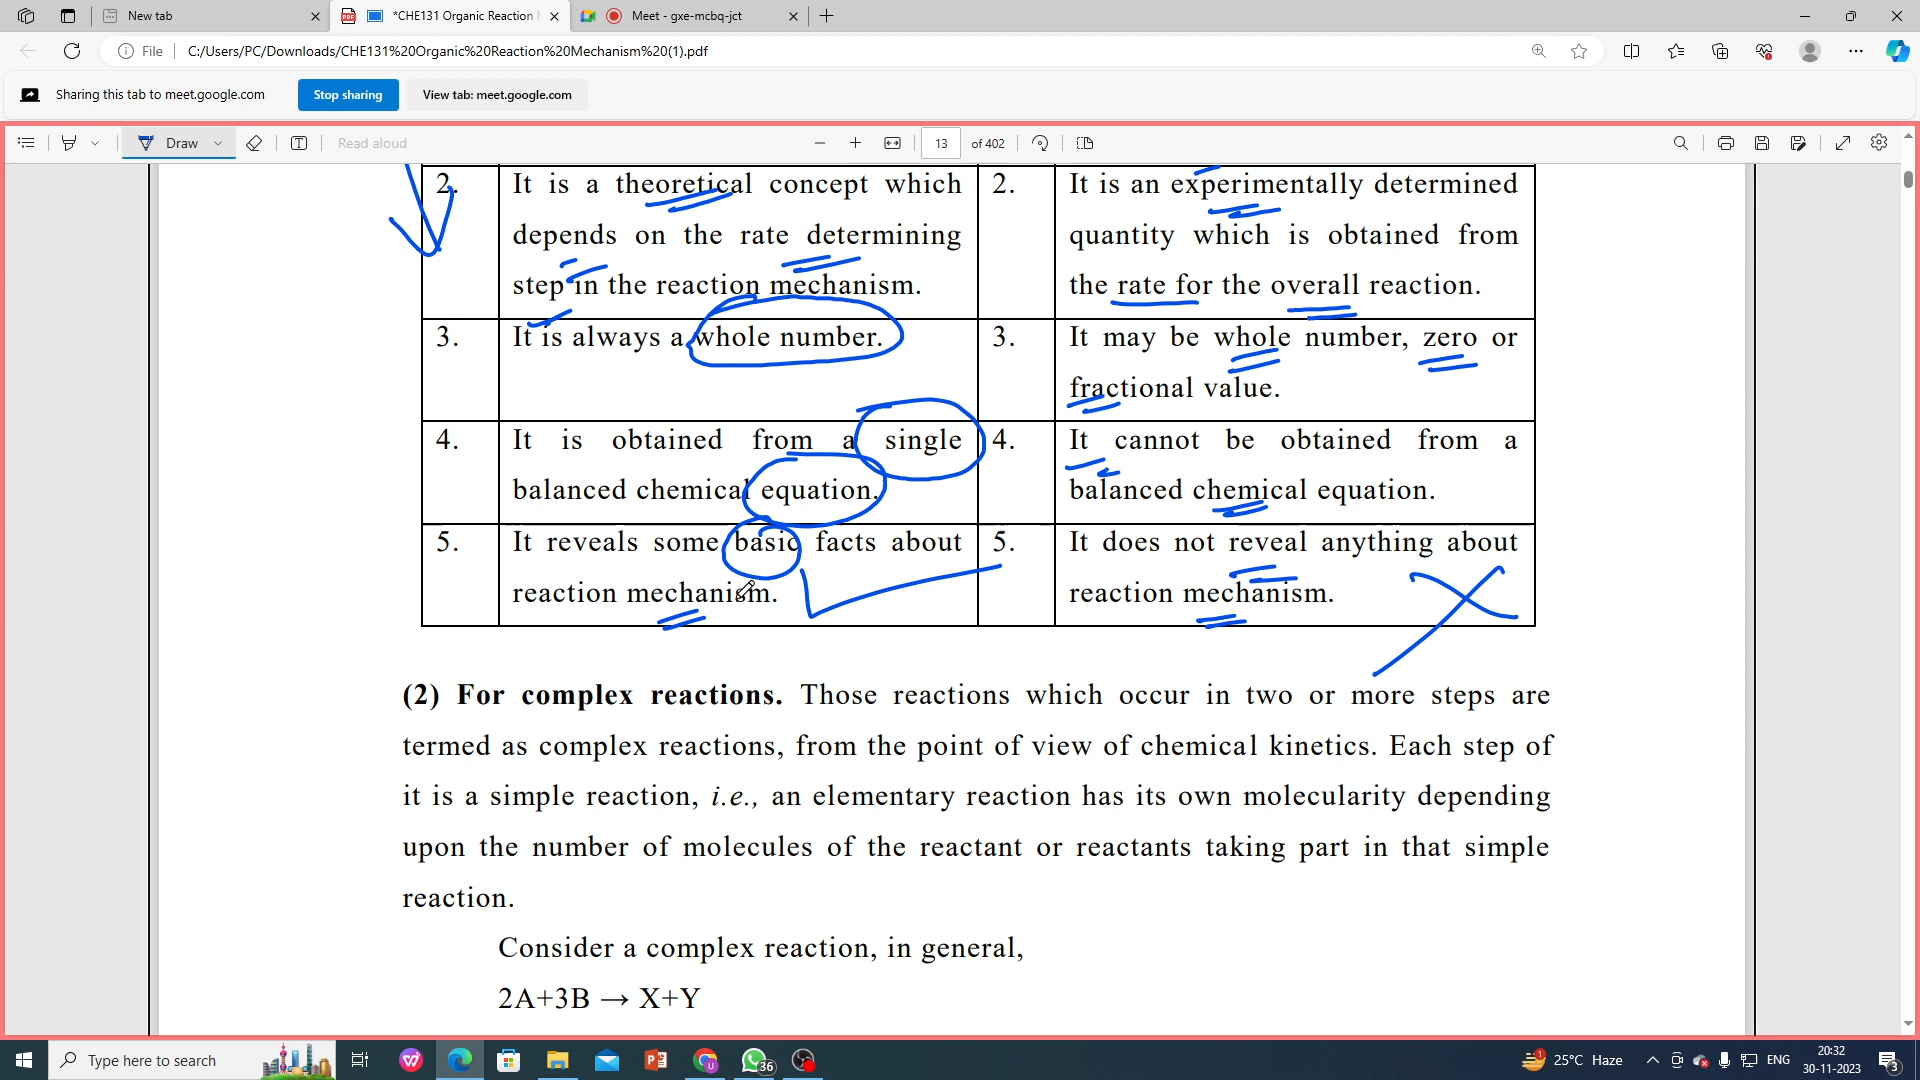 New tab
*CHE131 Organic Reaction
Meet - gxe-mcbq-jct
File
C:/Users/PC/Downloads/CHE131%20Organic%20Reaction%20Mechanism%20(1).pdf
Sharing this tab to meet.google.com
Stop sharing
View tab: meet.google.com
Draw
Read aloud
13 of 402
2. It is a theoretical concept which
depends on the rate determining
step in the reaction mechanism.
2. It is an experimentally determined
quantity which is obtained from
the rate for the overall reaction.
3. It is always a whole number.
3. It may be whole number, zero or
fractional value.
4. It is obtained from a single
balanced chemical equation.
4. It cannot be obtained from a
balanced chemical equation.
5. It reveals some basic facts about
reaction mechanism.
5. It does not reveal anything about
reaction mechanism.
(2) For complex reactions. Those reactions which occur in two or more steps are
termed as complex reactions, from the point of view of chemical kinetics. Each step of
it is a simple reaction, i.e., an elementary reaction has its own molecularity depending
upon the number of molecules of the reactant or reactants taking part in that simple
reaction.
Consider a complex reaction, in general,
2A+3B → X+Y
Type here to search
36
25°C Haze
ENG
20:32
30-11-2023
3